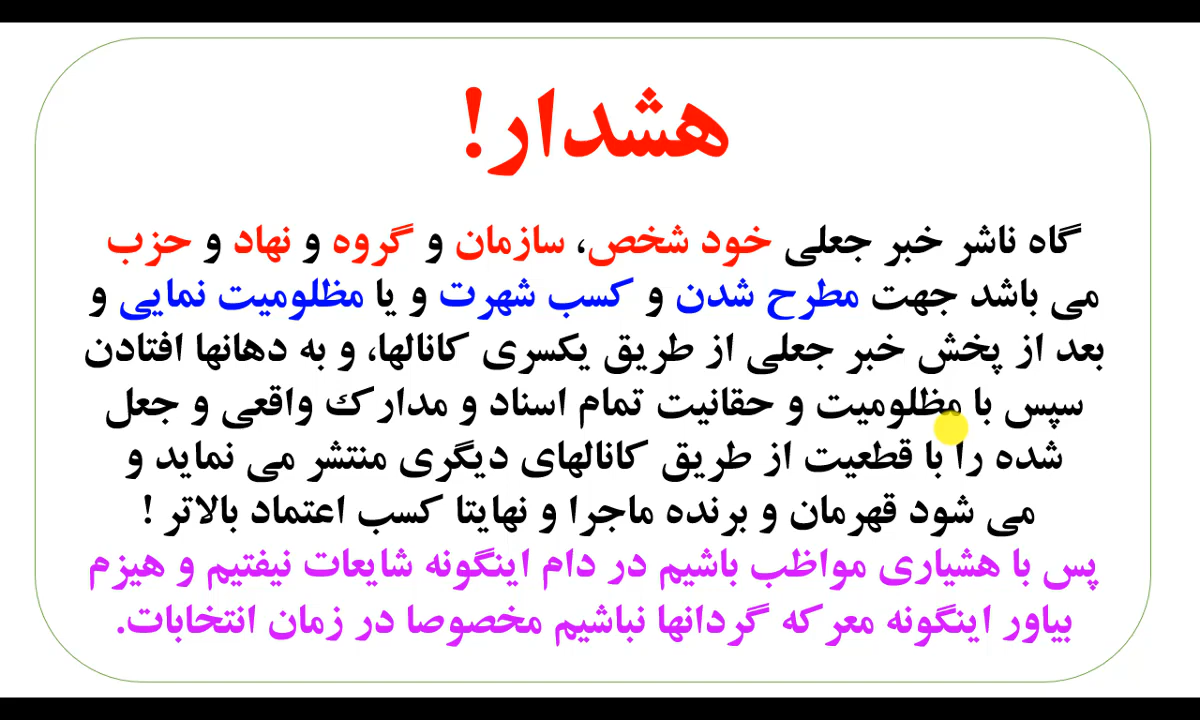 هشدار!
گاه ناشر خبر جعلی خود شخص، سازمان و گروه و نهاد و حزب
می باشد جهت مطرح شدن و کسب شهرت و یا مظلومیت نمایی و
بعد از پخش خبر جعلی از طریق یکسری کانالها، و به دهانها افتادن
سپس با مظلومیت و حقانیت تمام اسناد و مدارک واقعی و جعل
شده را با قطعیت از طریق کانالهای دیگری منتشر می نماید و
می شود قهرمان و برنده ماجرا و نهایتا کسب اعتماد بالاتر !
پس با هشیاری مواظب باشیم در دام اینگونه شایعات نیفتیم و هیزم
بیاور اینگونه معرکه گردانها نباشیم مخصوصا در زمان انتخابات.